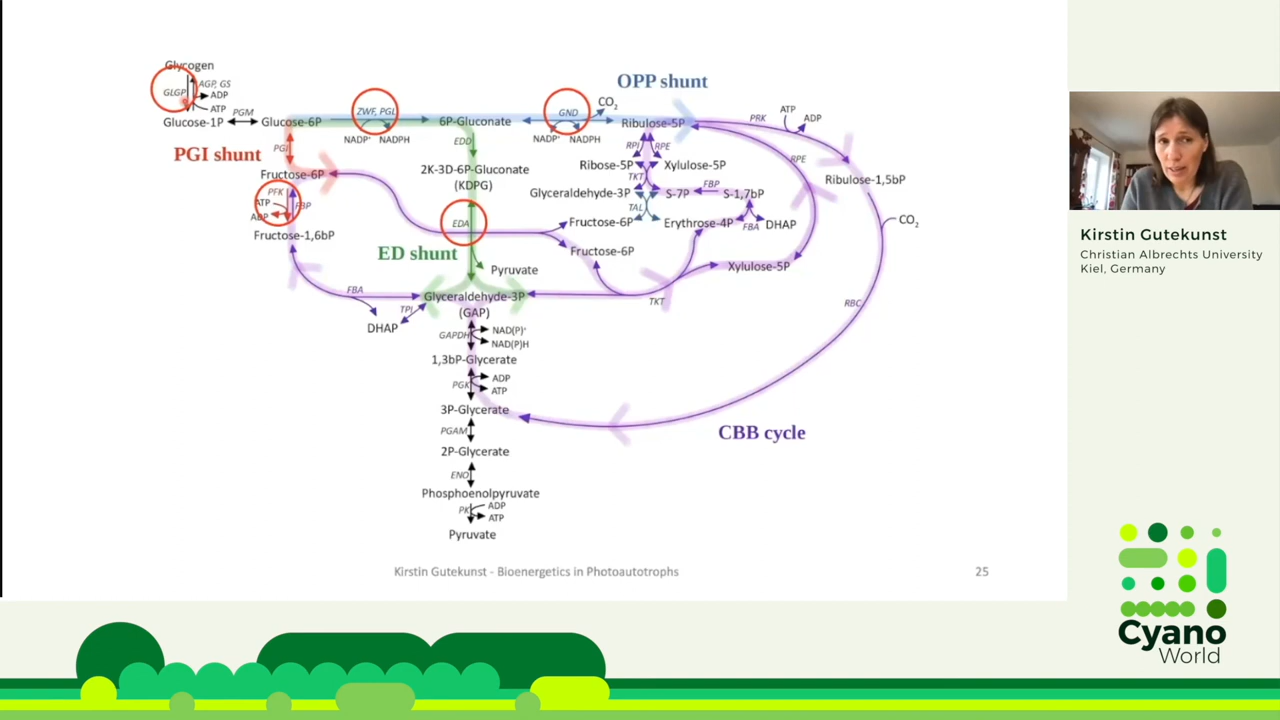 Glycogen
GLGP
AGP, GS
ADP
ATP
Glucose-1P
PGM
Glucose-6P
ZWF, PGL
NADP⁺ NADPH
6P-Gluconate
GND
NADP⁺ NADPH
CO₂
OPP shunt
Ribulose-5P
PRK
ATP
ADP
PGI shunt
PGI
EDD
RPI
RPE
RPE
Fructose-6P
2K-3D-6P-Gluconate
(KDPG)
Ribose-5P
Xylulose-5P
TKT
Ribulose-1,5bP
PFK
ATP
ADP
FBP
Glyceraldehyde-3P
S-7P
FBP
S-1,7bP
TAL
EDA
Fructose-6P
Erythrose-4P
FBA
DHAP
CO₂
Fructose-1,6bP
ED shunt
Fructose-6P
Pyruvate
Xylulose-5P
FBA
Glyceraldehyde-3P
(GAP)
TKT
RBC
DHAP
TPI
GAPDH
NAD(P)⁺
NAD(P)H
1,3bP-Glycerate
PGK
ADP
ATP
3P-Glycerate
PGAM
CBB cycle
2P-Glycerate
ENO
Phosphoenolpyruvate
PK
ADP
ATP
Pyruvate
Kirstin Gutekunst - Bioenergetics in Photoautotrophs
25
Kirstin Gutekunst
Christian Albrechts University
Kiel, Germany
Cyano
World